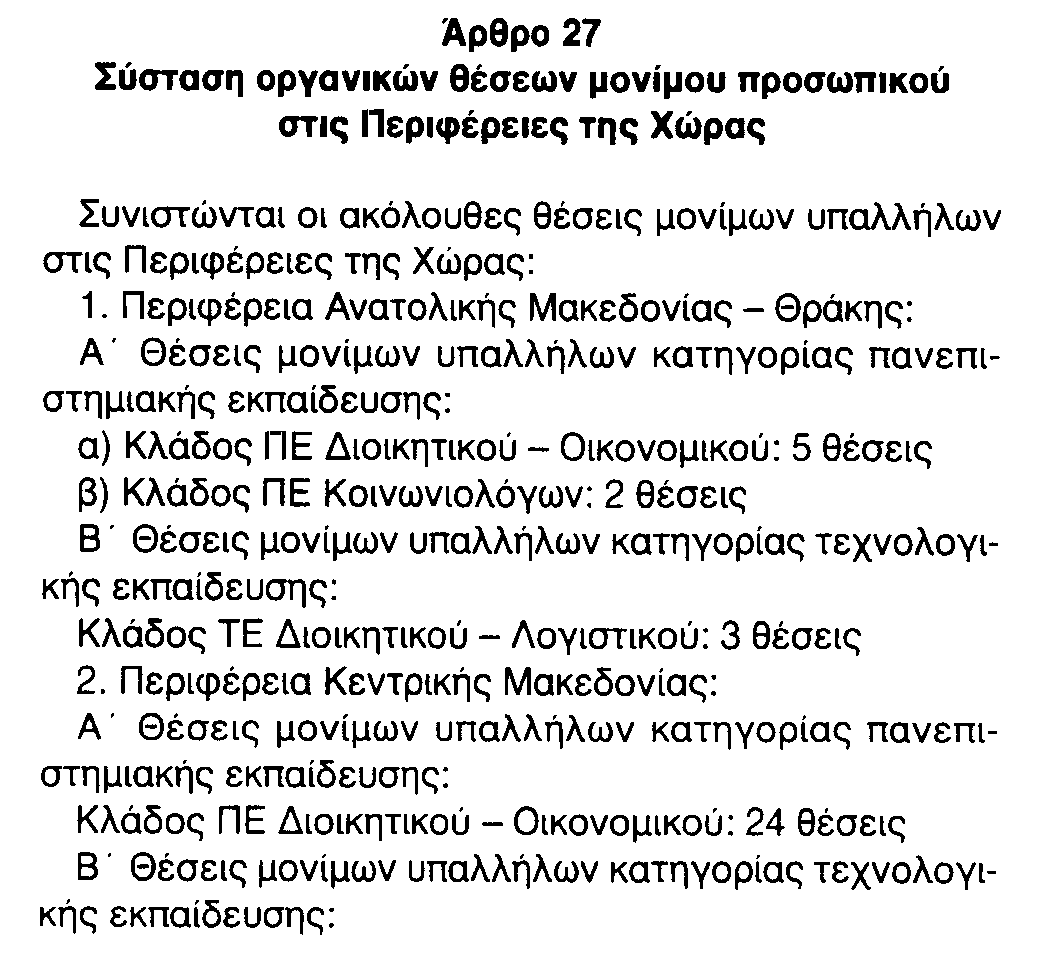 Άρθρο 27
Σύσταση οργανικών θέσεων μονίμου προσωπικού
στις Περιφέρειες της Χώρας
Συνιστώνται οι ακόλουθες θέσεις μονίμων υπαλλήλων
στις Περιφέρειες της Χώρας:
1. Περιφέρεια Ανατολικής Μακεδονίας – Θράκης:
Α΄ Θέσεις μονίμων υπαλλήλων κατηγορίας πανεπι-
στημιακής εκπαίδευσης:
α) Κλάδος ΠΕ Διοικητικού – Οικονομικού: 5 θέσεις
β) Κλάδος ΠΕ Κοινωνιολόγων: 2 θέσεις
Β΄ Θέσεις μονίμων υπαλλήλων κατηγορίας τεχνολογι-
κής εκπαίδευσης:
Κλάδος ΤΕ Διοικητικού – Λογιστικού: 3 θέσεις
2. Περιφέρεια Κεντρικής Μακεδονίας:
Α΄ Θέσεις μονίμων υπαλλήλων κατηγορίας πανεπι-
στημιακής εκπαίδευσης:
Κλάδος ΠΕ Διοικητικού – Οικονομικού: 24 θέσεις
Β΄ Θέσεις μονίμων υπαλλήλων κατηγορίας τεχνολογι-
κής εκπαίδευσης: